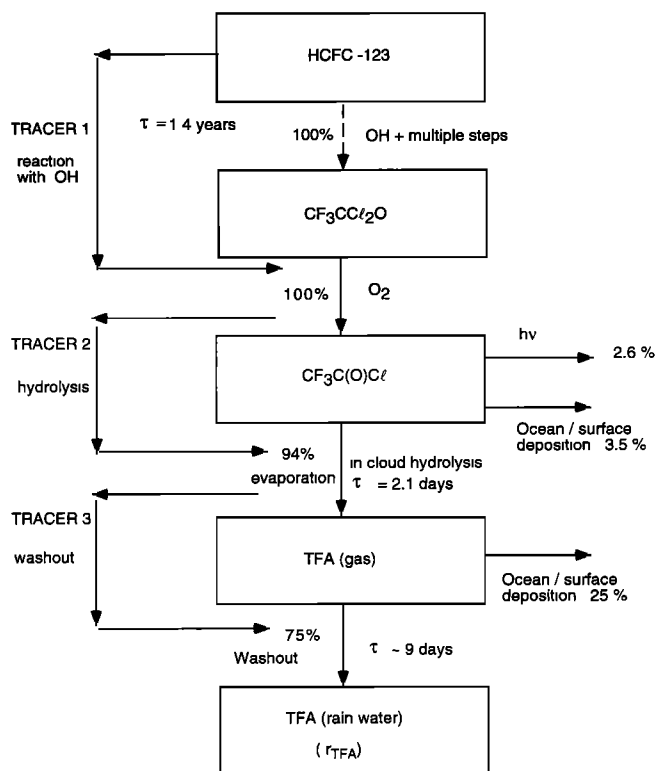 HCFC -123
TRACER 1
reaction
with OH
τ = 1 4 years
100%
OH + multiple steps
CF₃CCℓ₂O
100%
O₂
TRACER 2
hydrolysis
CF₃C(O)Cℓ
hν
2.6 %
Ocean / surface
deposition 3.5 %
94%
evaporation
in cloud hydrolysis
τ = 2.1 days
TRACER 3
washout
TFA (gas)
Ocean / surface
deposition 25 %
75%
Washout
τ ~ 9 days
TFA (rain water)
( r_TFA)